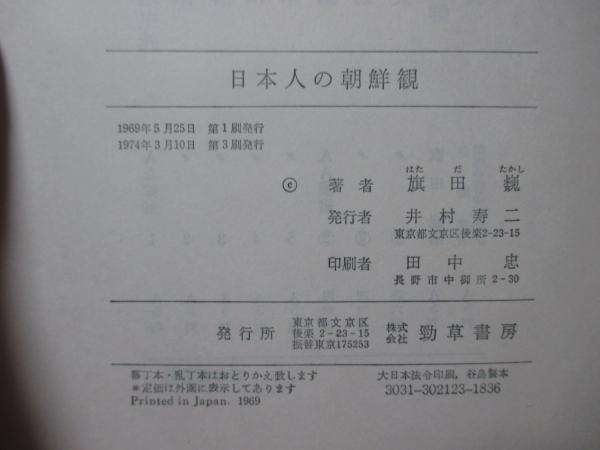 日本人の朝鮮観
1969年5月25日 第1刷発行
1974年3月10日 第3刷発行
はた だ たかし
© 著者 旗田 巍
発行者 井村寿二
東京都文京区後楽2-23-15
印刷者 田中 忠
長野市中御所2-30
発行所 東京都文京区後楽2-23-15 振替東京175253 株式会社 勁草書房
落丁本・乱丁本はおとりかえ致します
*定価は外函に表示してあります
Printed in Japan. 1969
大日本法令印刷,谷島製本
3031-302123-1836